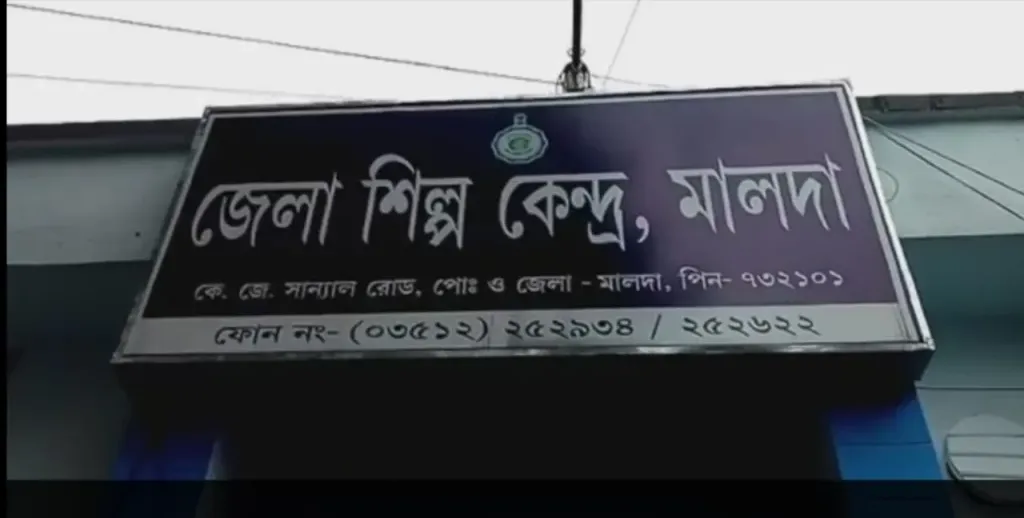 জেলা শিল্প কেন্দ্র, মালদা
কে. জে. সান্যাল রোড, পোঃ ও জেলা - মালদা, পিন- ৭৩২১০১
ফোন নং- (০৩৫১২) ২৫২৯৩৪ / ২৫২৬২২